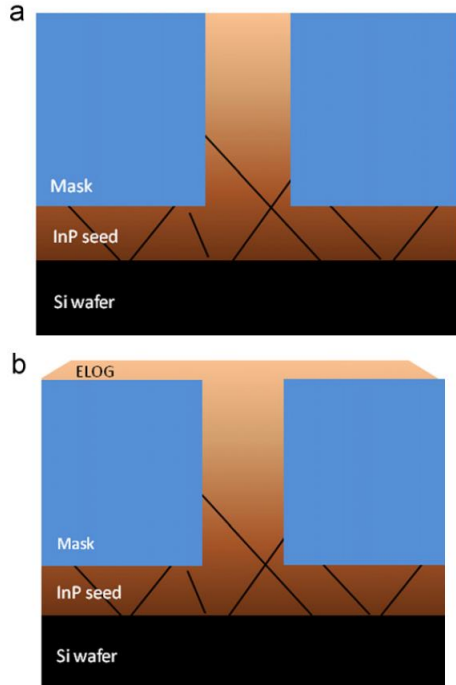 a
Mask
InP seed
Si wafer
b
ELOG
Mask
InP seed
Si wafer